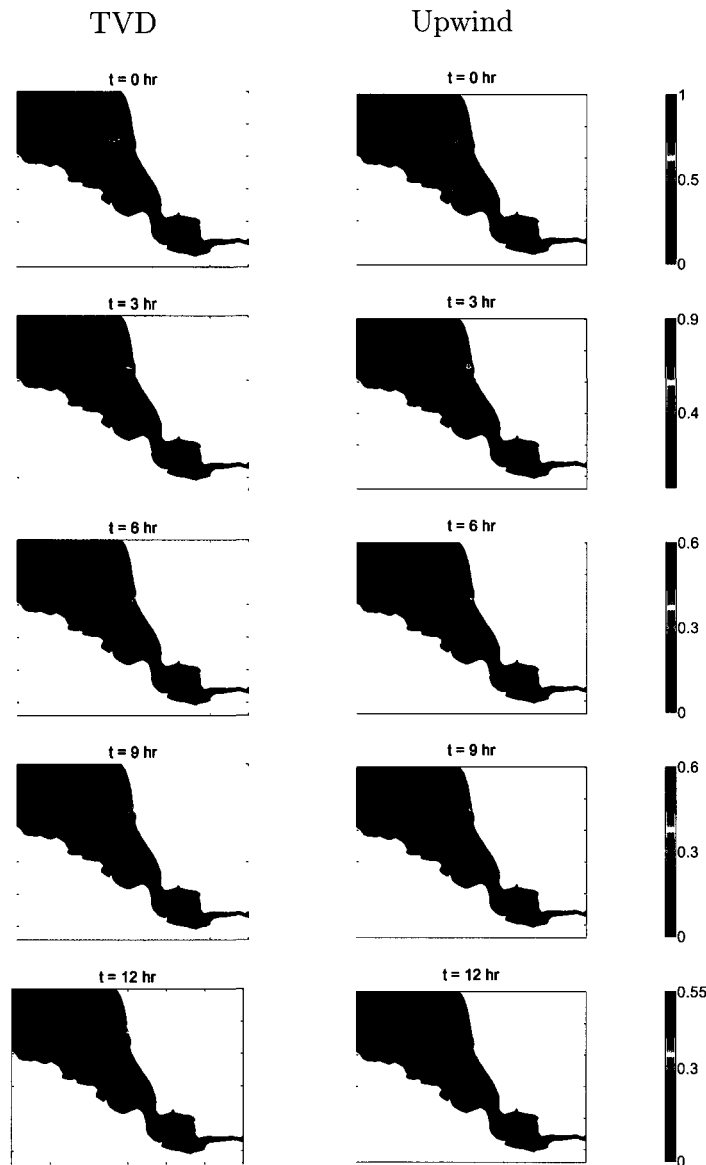 TVD Upwind
t = 0 hr t = 0 hr
1
0.5
0
t = 3 hr t = 3 hr
0.9
0.4
t = 6 hr t = 6 hr
0.6
0.3
0
t = 9 hr t = 9 hr
0.6
0.3
0
t = 12 hr t = 12 hr
0.55
0.3
0